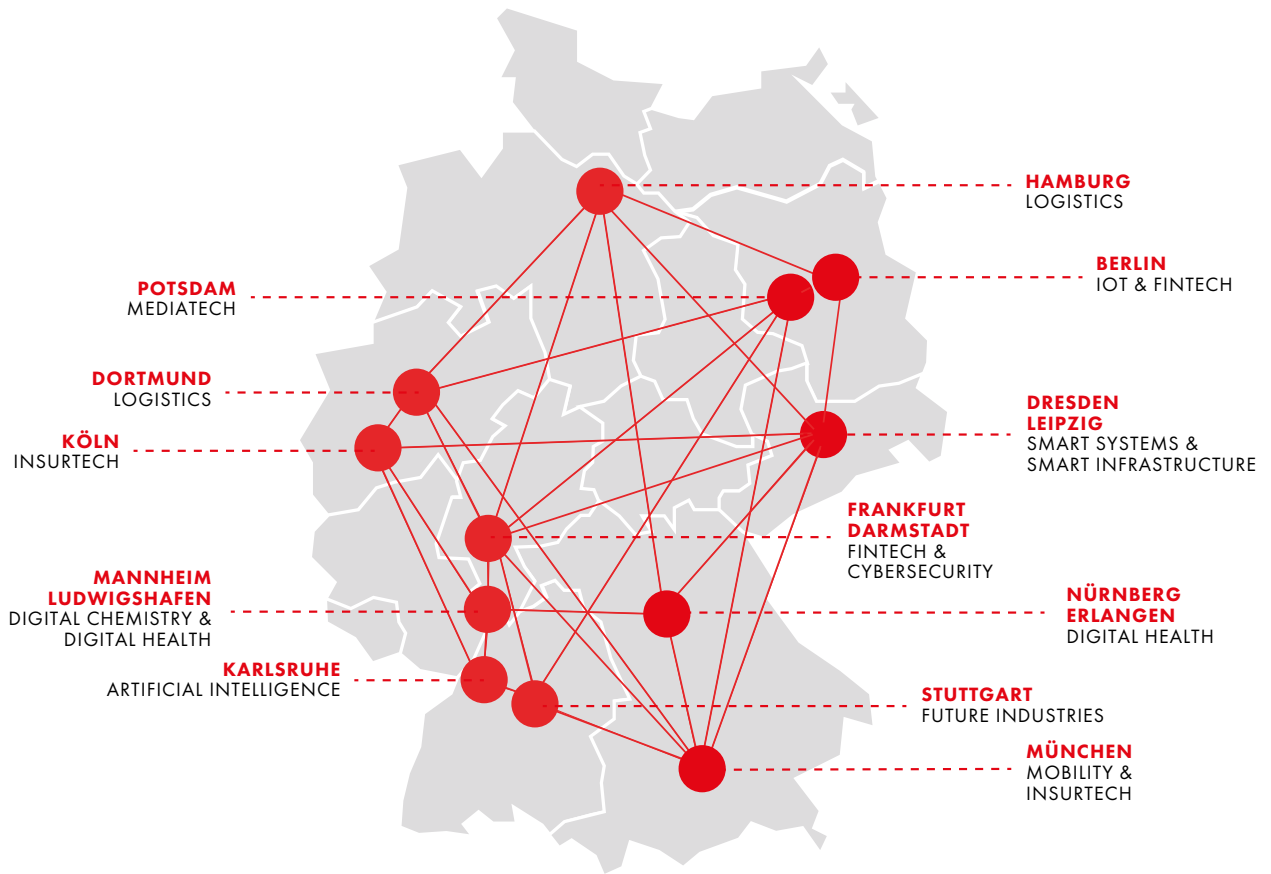 HAMBURG
LOGISTICS
BERLIN
IOT & FINTECH
POTSDAM
MEDIATECH
DORTMUND
LOGISTICS
KÖLN
INSURTECH
DRESDEN
LEIPZIG
SMART SYSTEMS &
SMART INFRASTRUCTURE
FRANKFURT
DARMSTADT
FINTECH &
CYBERSECURITY
MANNHEIM
LUDWIGSHAFEN
DIGITAL CHEMISTRY &
DIGITAL HEALTH
NÜRNBERG
ERLANGEN
DIGITAL HEALTH
KARLSRUHE
ARTIFICIAL INTELLIGENCE
STUTTGART
FUTURE INDUSTRIES
MÜNCHEN
MOBILITY &
INSURTECH